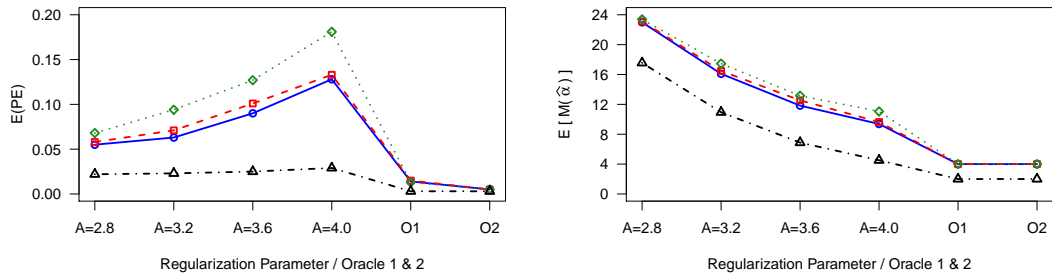 0.20
0.15
0.10
0.05
0.00
E(PE)
A=2.8 A=3.2 A=3.6 A=4.0 O1 O2
Regularization Parameter / Oracle 1 & 2
24
20
16
12
8
4
0
E [ M(α̂) ]
A=2.8 A=3.2 A=3.6 A=4.0 O1 O2
Regularization Parameter / Oracle 1 & 2